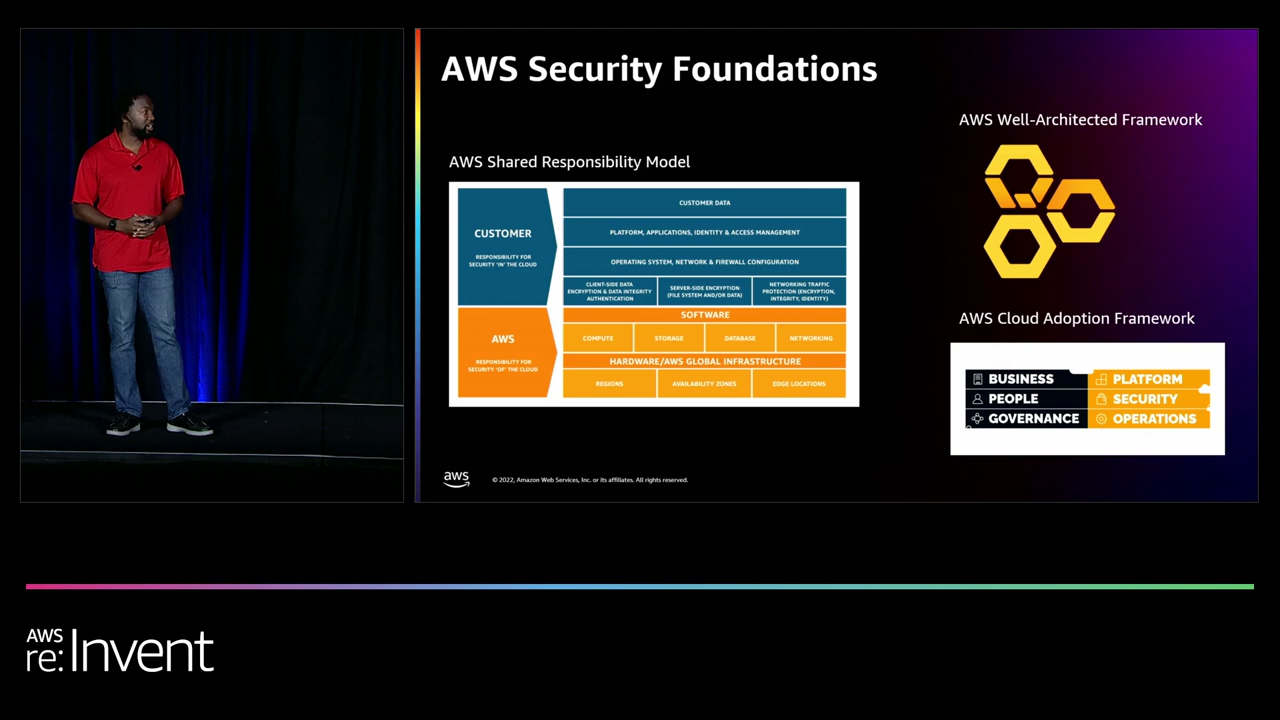 AWS Security Foundations
AWS Shared Responsibility Model
CUSTOMER
RESPONSIBILITY FOR
SECURITY 'IN' THE CLOUD
CUSTOMER DATA
PLATFORM, APPLICATIONS, IDENTITY & ACCESS MANAGEMENT
OPERATING SYSTEM, NETWORK & FIREWALL CONFIGURATION
CLIENT-SIDE DATA
ENCRYPTION & DATA INTEGRITY
AUTHENTICATION
SERVER-SIDE ENCRYPTION
(FILE SYSTEM AND/OR DATA)
NETWORKING TRAFFIC
PROTECTION (ENCRYPTION,
INTEGRITY, IDENTITY)
AWS
RESPONSIBILITY FOR
SECURITY 'OF' THE CLOUD
SOFTWARE
COMPUTE
STORAGE
DATABASE
NETWORKING
HARDWARE/AWS GLOBAL INFRASTRUCTURE
REGIONS
AVAILABILITY ZONES
EDGE LOCATIONS
AWS Well-Architected Framework
AWS Cloud Adoption Framework
BUSINESS
PLATFORM
PEOPLE
SECURITY
GOVERNANCE
OPERATIONS
aws
© 2022, Amazon Web Services, Inc. or its affiliates. All rights reserved.
AWS
re:Invent